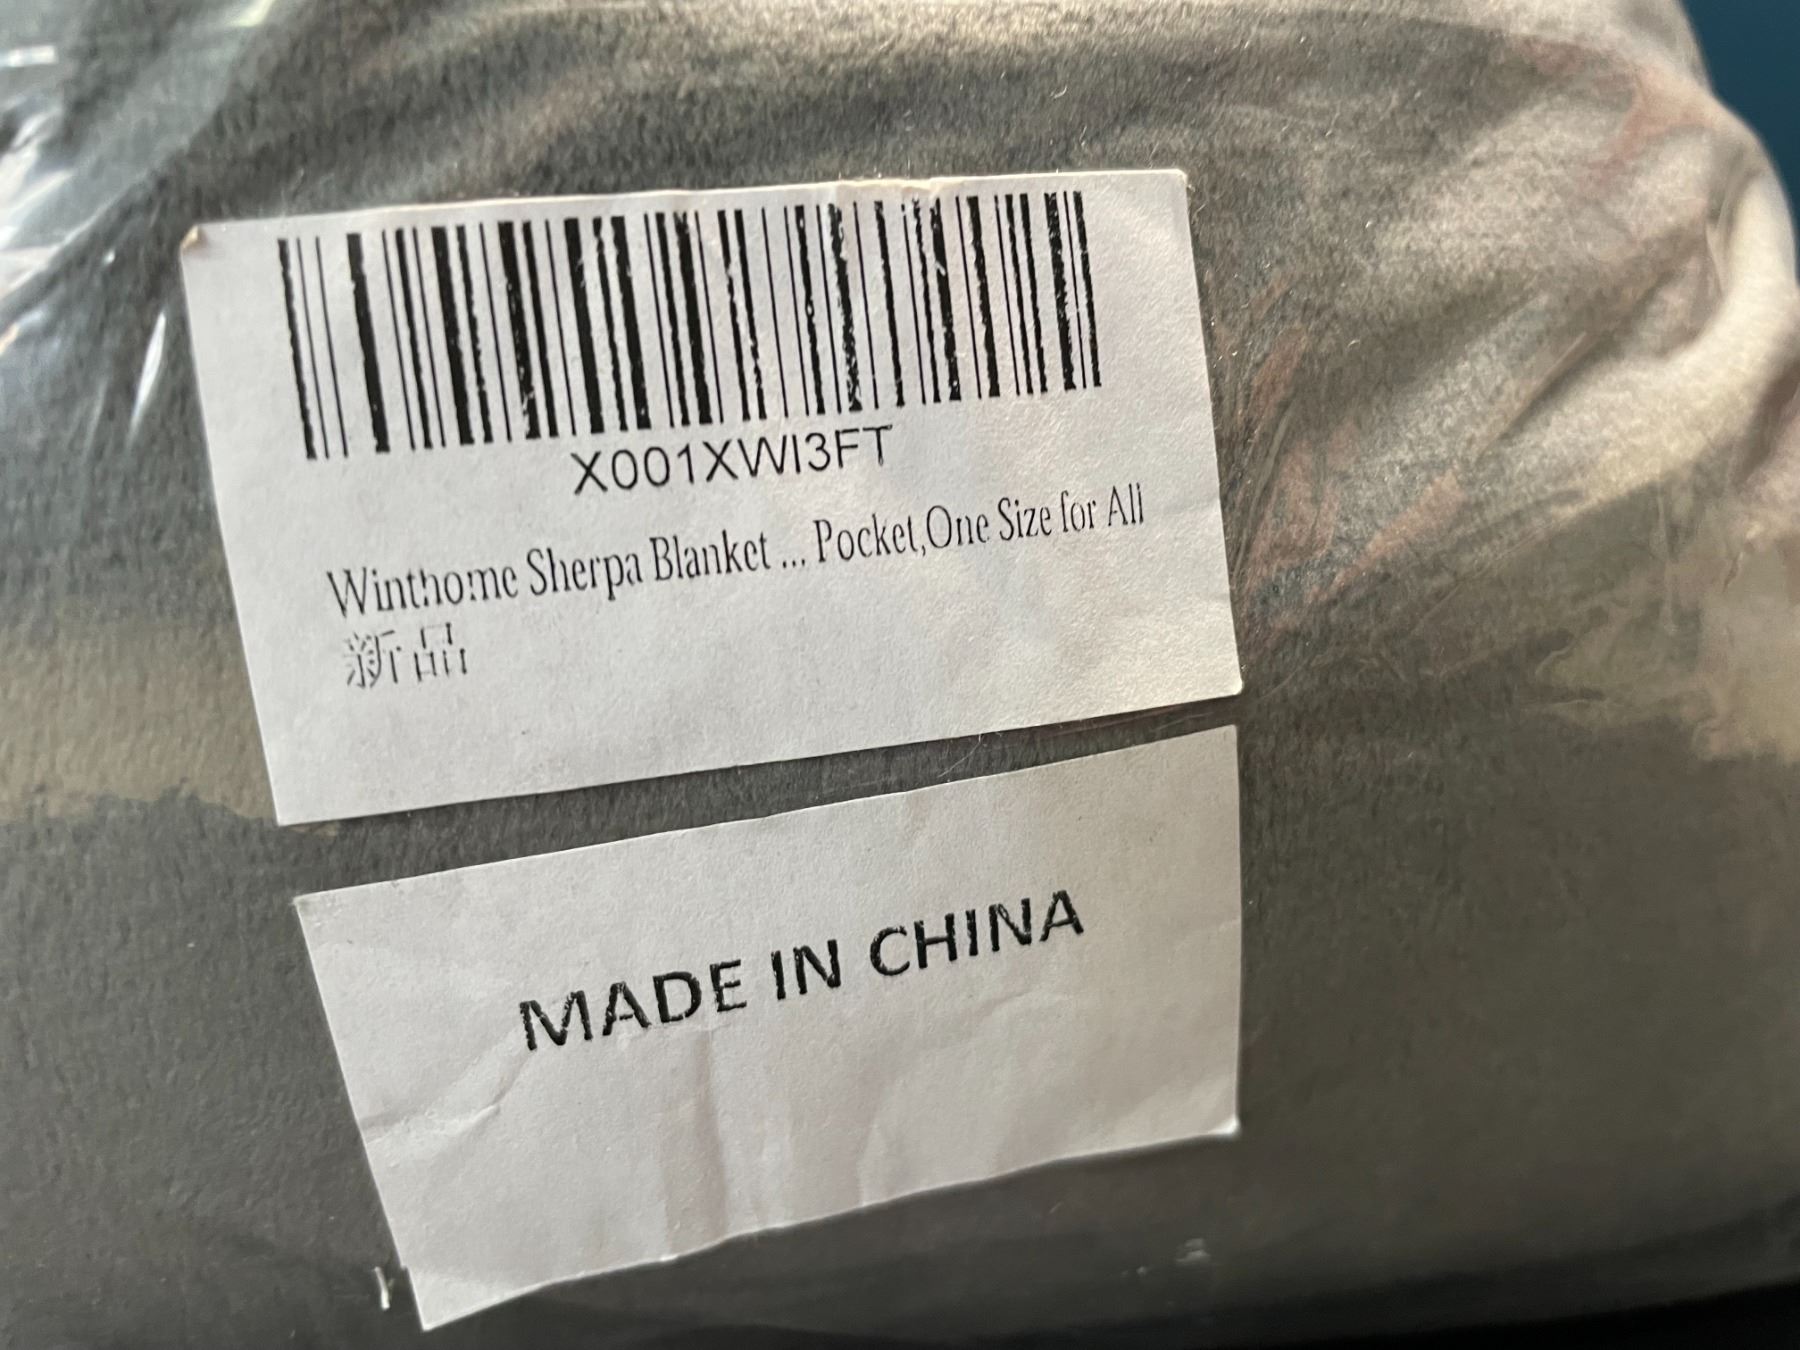 X001XWI3FT
Winthome Sherpa Blanket ... Pocket,One Size for All
新品
MADE IN CHINA